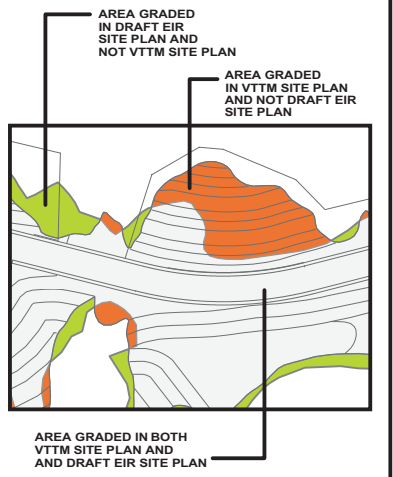 AREA GRADED
IN DRAFT EIR
SITE PLAN AND
NOT VTTM SITE PLAN
AREA GRADED
IN VTTM SITE PLAN
AND NOT DRAFT EIR
SITE PLAN
AREA GRADED IN BOTH
VTTM SITE PLAN AND
AND DRAFT EIR SITE PLAN